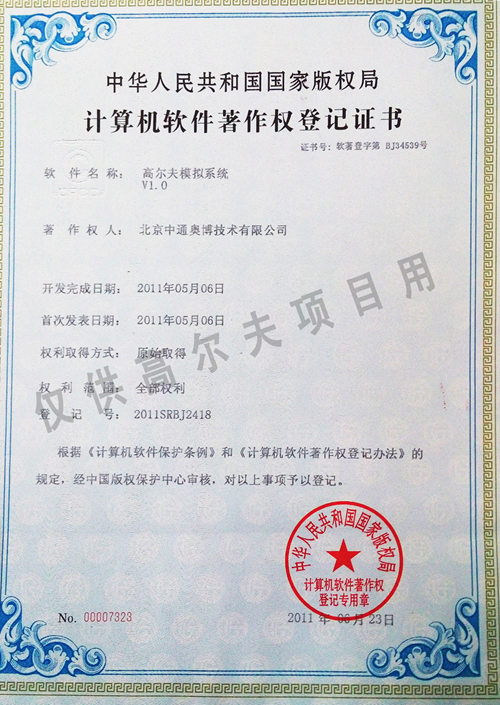 中华人民共和国国家版权局
计算机软件著作权登记证书
证书号: 软著登字第 BJ34539号
软件名称: 高尔夫模拟系统
V1.0
著作权人: 北京中通奥博技术有限公司
开发完成日期: 2011年05月06日
首次发表日期: 2011年05月06日
权利取得方式: 原始取得
权利范围: 全部权利
登记号: 2011SRBJ2418
根据《计算机软件保护条例》和《计算机软件著作权登记办法》的
规定，经中国版权保护中心审核，对以上事项予以登记。
仅供高尔夫项目用
中华人民共和国国家版权局
计算机软件著作权
登记专用章
No. 00007323
2011 年 06月23日